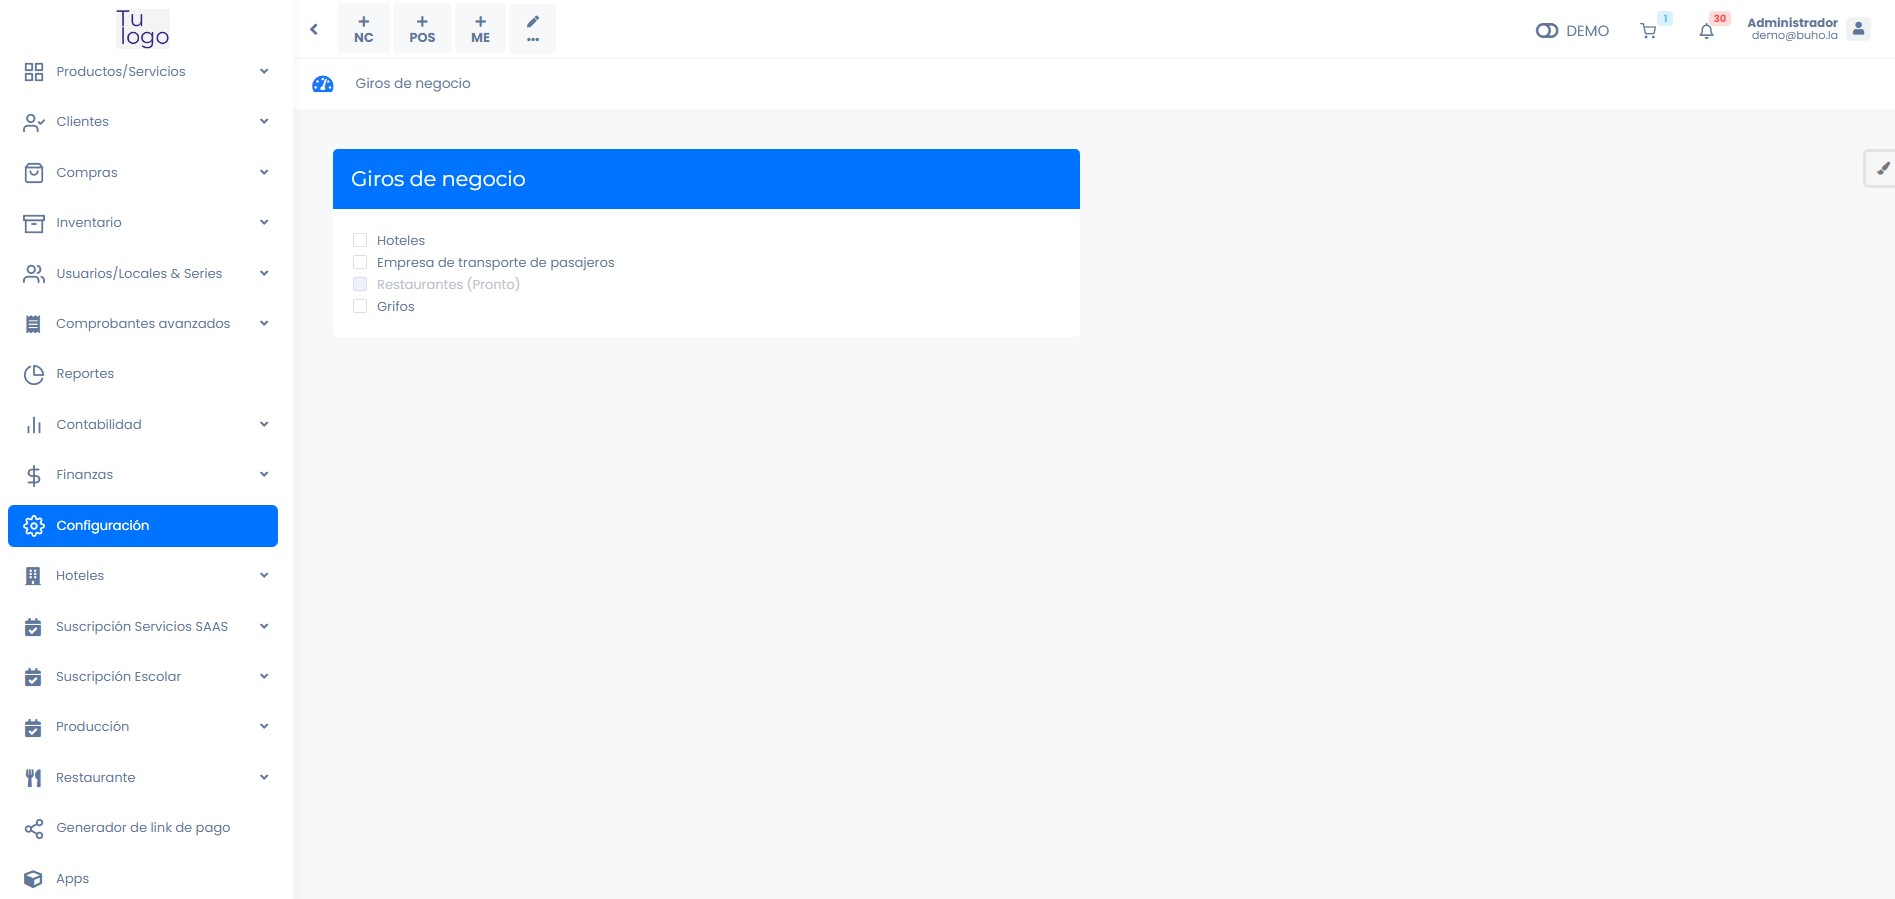 Tu
logo
Productos/Servicios
Clientes
Compras
Inventario
Usuarios/Locales & Series
Comprobantes avanzados
Reportes
Contabilidad
Finanzas
Configuración
Hoteles
Suscripción Servicios SAAS
Suscripción Escolar
Producción
Restaurante
Generador de link de pago
Apps
+ NC
+ POS
+ ME
...
DEMO
1
30
Administrador
demo@buho.la
Giros de negocio
Giros de negocio
Hoteles
Empresa de transporte de pasajeros
Restaurantes (Pronto)
Grifos